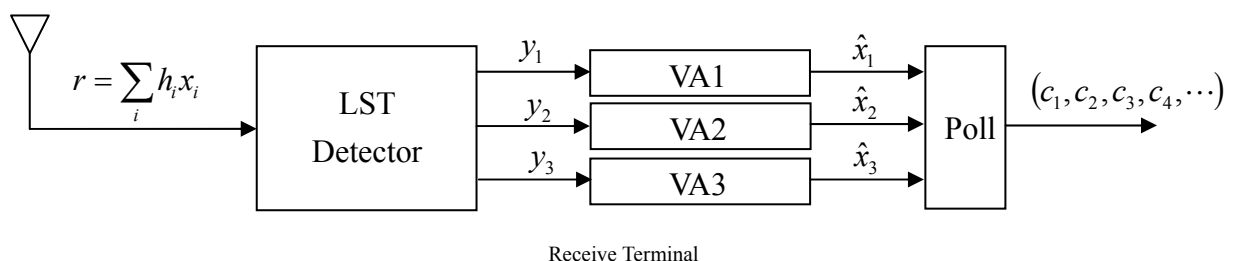 r = ∑ᵢ hᵢxᵢ
LST
Detector
y₁
y₂
y₃
VA1
VA2
VA3
x̂₁
x̂₂
x̂₃
Poll
(c₁, c₂, c₃, c₄, ⋯)
Receive Terminal